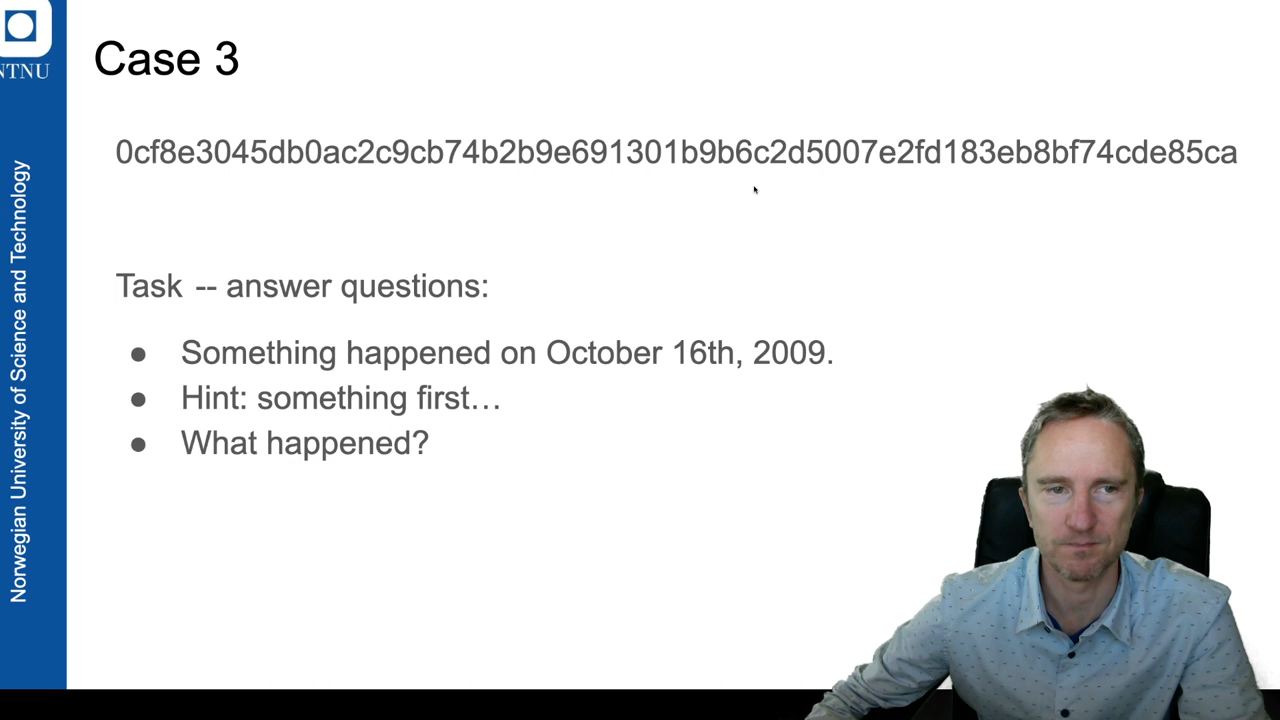 NTNU
Norwegian University of Science and Technology
Case 3
0cf8e3045db0ac2c9cb74b2b9e691301b9b6c2d5007e2fd183eb8bf74cde85ca
Task -- answer questions:
● Something happened on October 16th, 2009.
● Hint: something first…
● What happened?